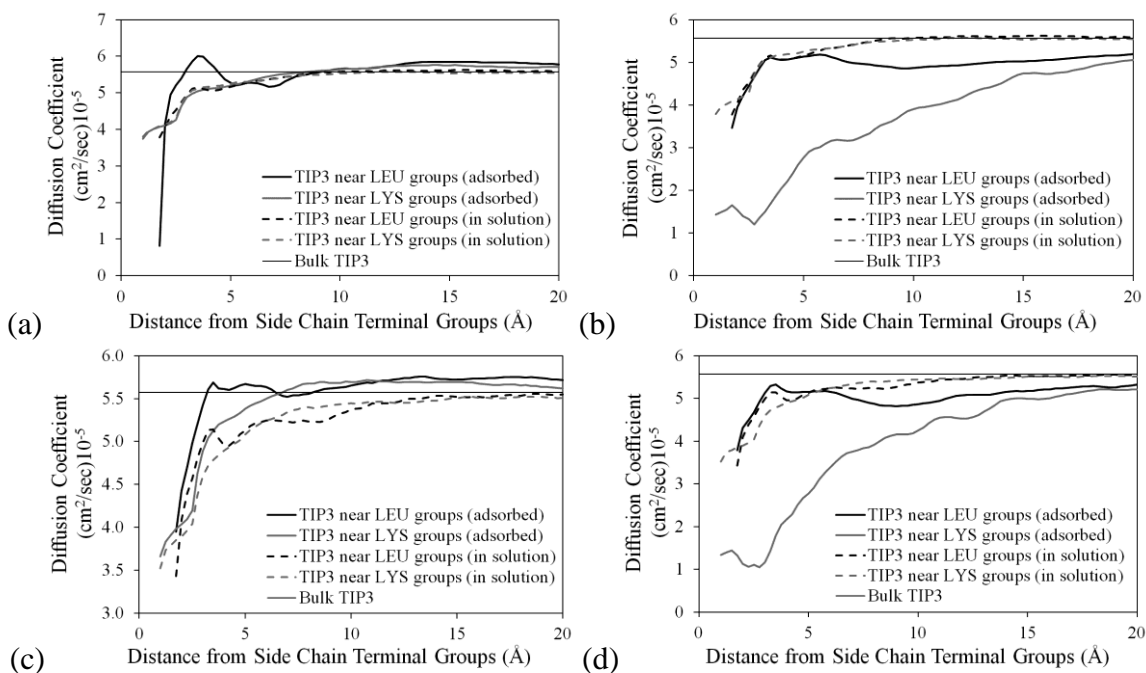 7
6
5
4
3
2
1
0
Diffusion Coefficient
(cm²/sec)10⁻⁵
TIP3 near LEU groups (adsorbed)
TIP3 near LYS groups (adsorbed)
TIP3 near LEU groups (in solution)
TIP3 near LYS groups (in solution)
Bulk TIP3
0 5 10 15 20
Distance from Side Chain Terminal Groups (Å)
(a)
6
5
4
3
2
1
0
Diffusion Coefficient
(cm²/sec)10⁻⁵
TIP3 near LEU groups (adsorbed)
TIP3 near LYS groups (adsorbed)
TIP3 near LEU groups (in solution)
TIP3 near LYS groups (in solution)
Bulk TIP3
0 5 10 15 20
Distance from Side Chain Terminal Groups (Å)
(b)
6.0
5.5
5.0
4.5
4.0
3.5
3.0
Diffusion Coefficient
(cm²/sec)10⁻⁵
TIP3 near LEU groups (adsorbed)
TIP3 near LYS groups (adsorbed)
TIP3 near LEU groups (in solution)
TIP3 near LYS groups (in solution)
Bulk TIP3
0 5 10 15 20
Distance from Side Chain Terminal Groups (Å)
(c)
6
5
4
3
2
1
0
Diffusion Coefficient
(cm²/sec)10⁻⁵
TIP3 near LEU groups (adsorbed)
TIP3 near LYS groups (adsorbed)
TIP3 near LEU groups (in solution)
TIP3 near LYS groups (in solution)
Bulk TIP3
0 5 10 15 20
Distance from Side Chain Terminal Groups (Å)
(d)